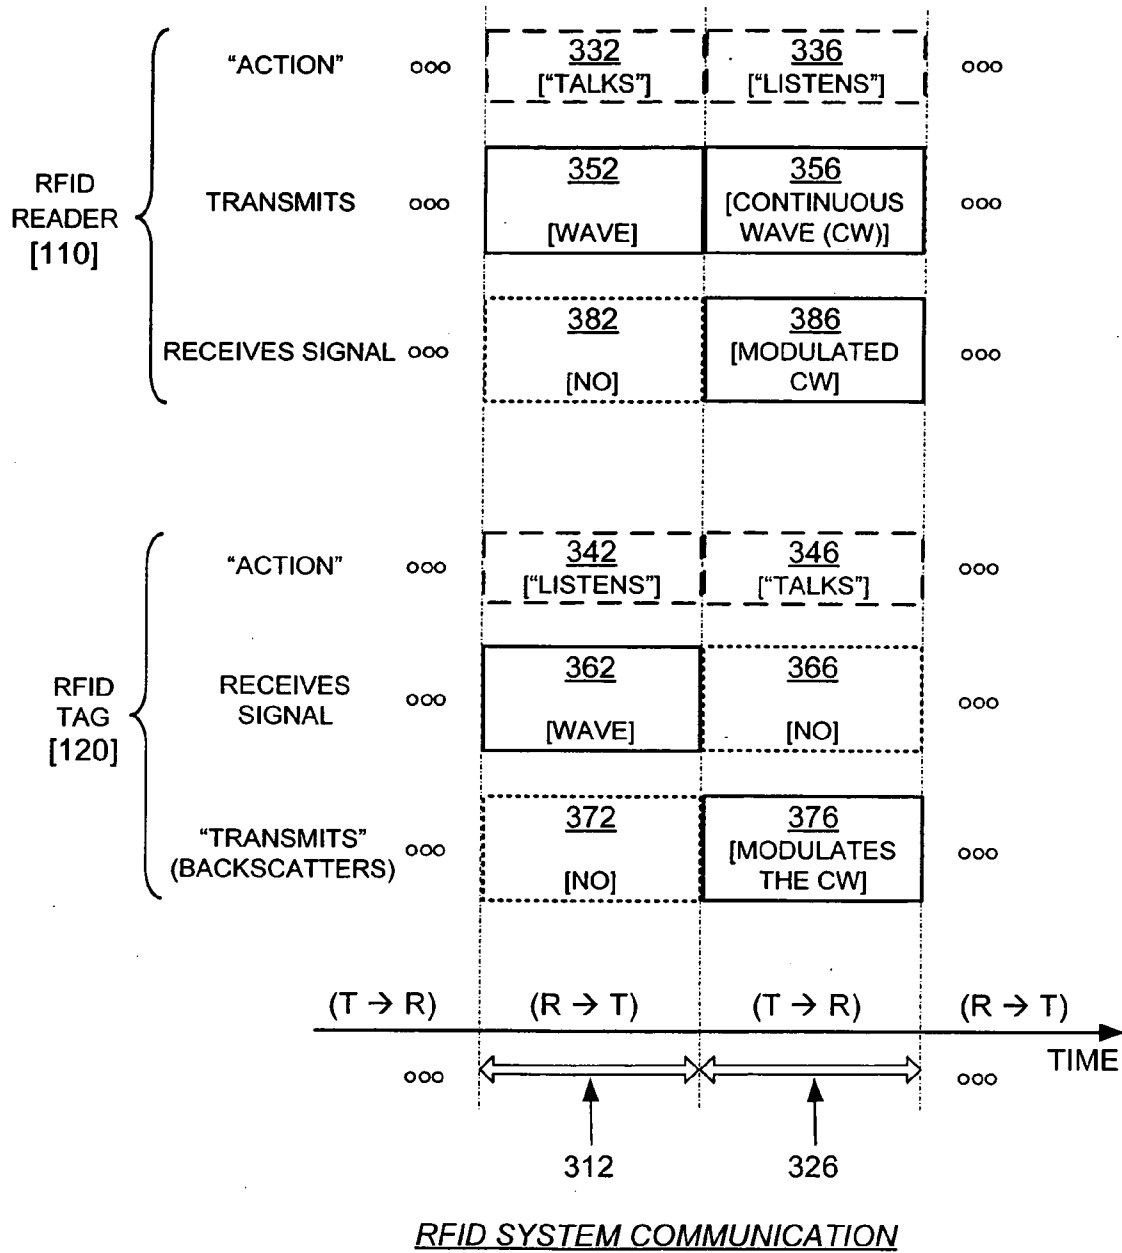 332
336
“ACTION” ooo ooo
[“TALKS”]
[“LISTENS”]
352
356
RFID
READER
[110]
TRANSMITS ooo ooo
[CONTINUOUS
[WAVE]
WAVE (CW)]
382
386
RECEIVES SIGNAL ooo ooo
[MODULATED
[NO]
CW]
342
346
“ACTION” ooo ooo
[“LISTENS”]
[“TALKS”]
362
366
RFID
TAG
[120]
RECEIVES
SIGNAL
ooo ooo
[WAVE]
[NO]
372
376
“TRANSMITS”
(BACKSCATTERS)
ooo ooo
[MODULATES
[NO]
THE CW]
(T → R) (R → T) (T → R) (R → T)
TIME
ooo ooo
312 326
RFID SYSTEM COMMUNICATION